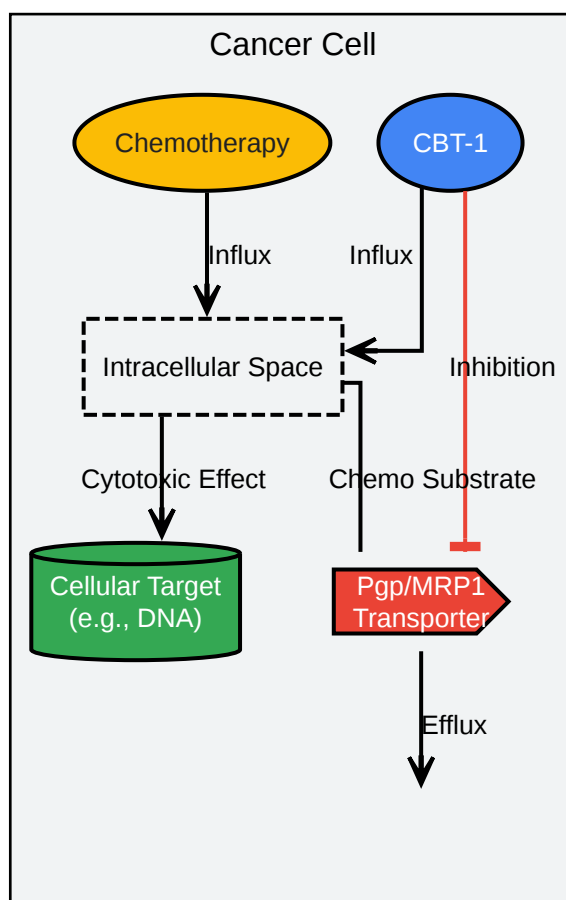 Cancer Cell
Chemotherapy
CBT-1
Influx
Influx
Intracellular Space
Inhibition
Cytotoxic Effect
Chemo Substrate
Cellular Target
(e.g., DNA)
Pgp/MRP1
Transporter
Efflux